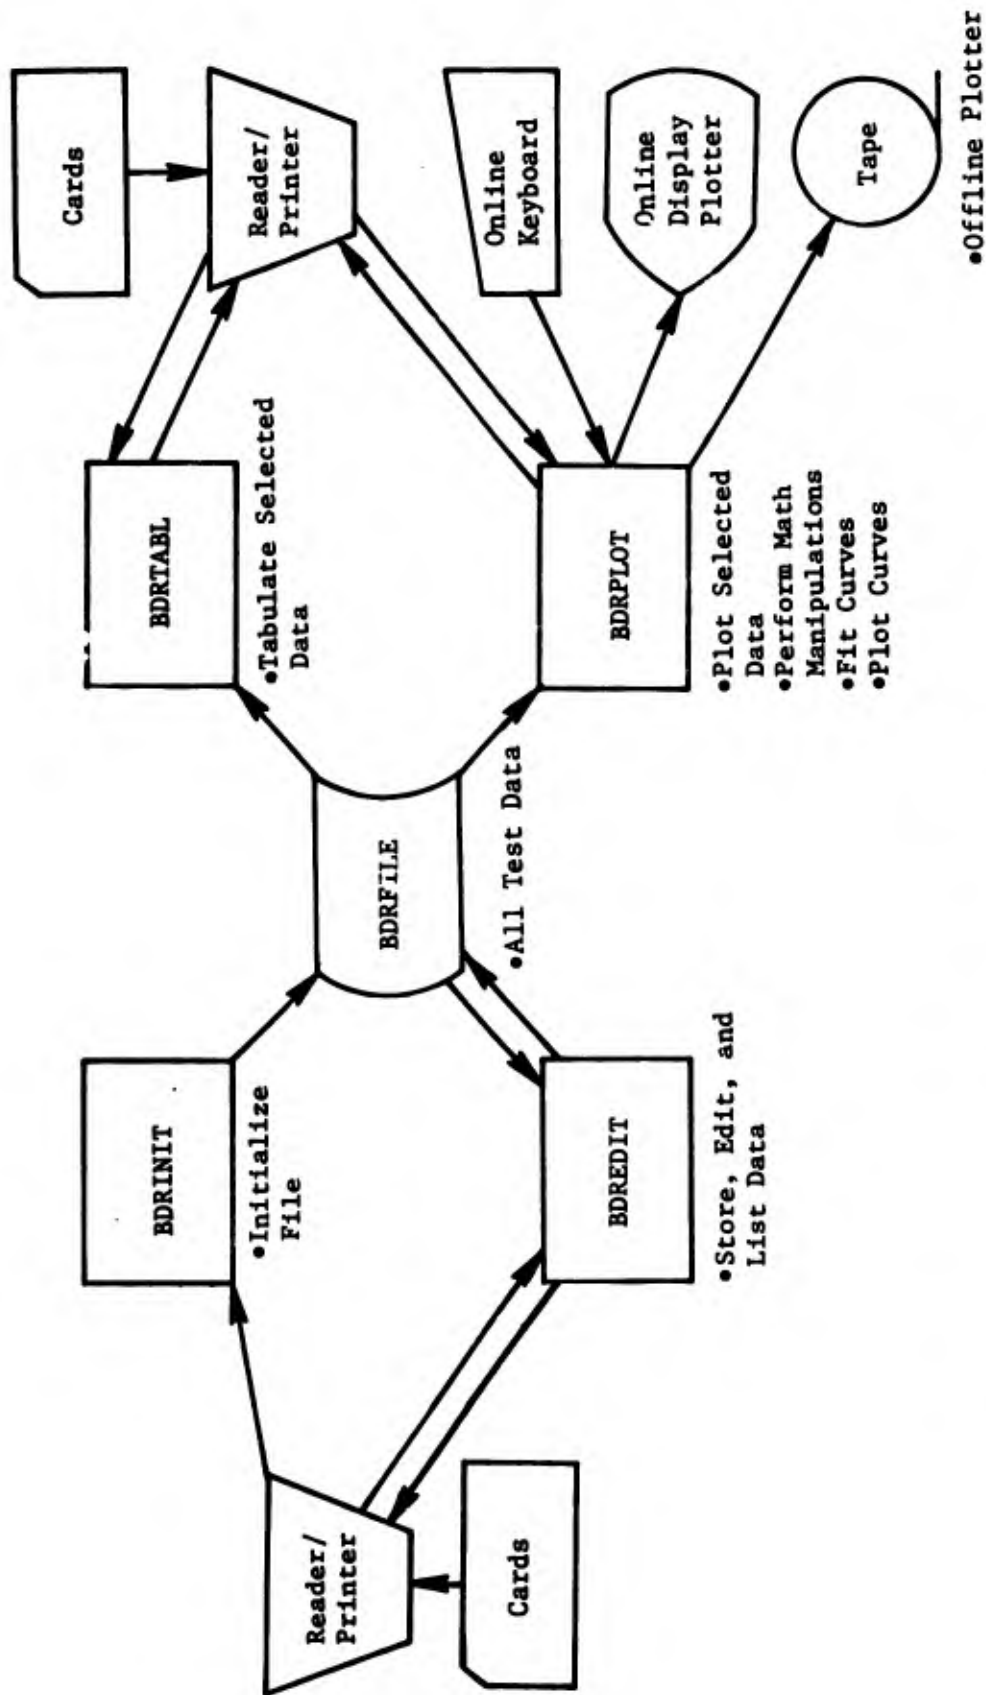 Reader/
Printer
Cards
BDRINIT
●Initialize
File
BDREDIT
●Store, Edit, and
List Data
BDRFILE
●All Test Data
BDRTABL
●Tabulate Selected
Data
BDRPLOT
●Plot Selected
Data
●Perform Math
Manipulations
●Fit Curves
●Plot Curves
Cards
Reader/
Printer
Online
Keyboard
Online
Display
Plotter
Tape
●Offline Plotter